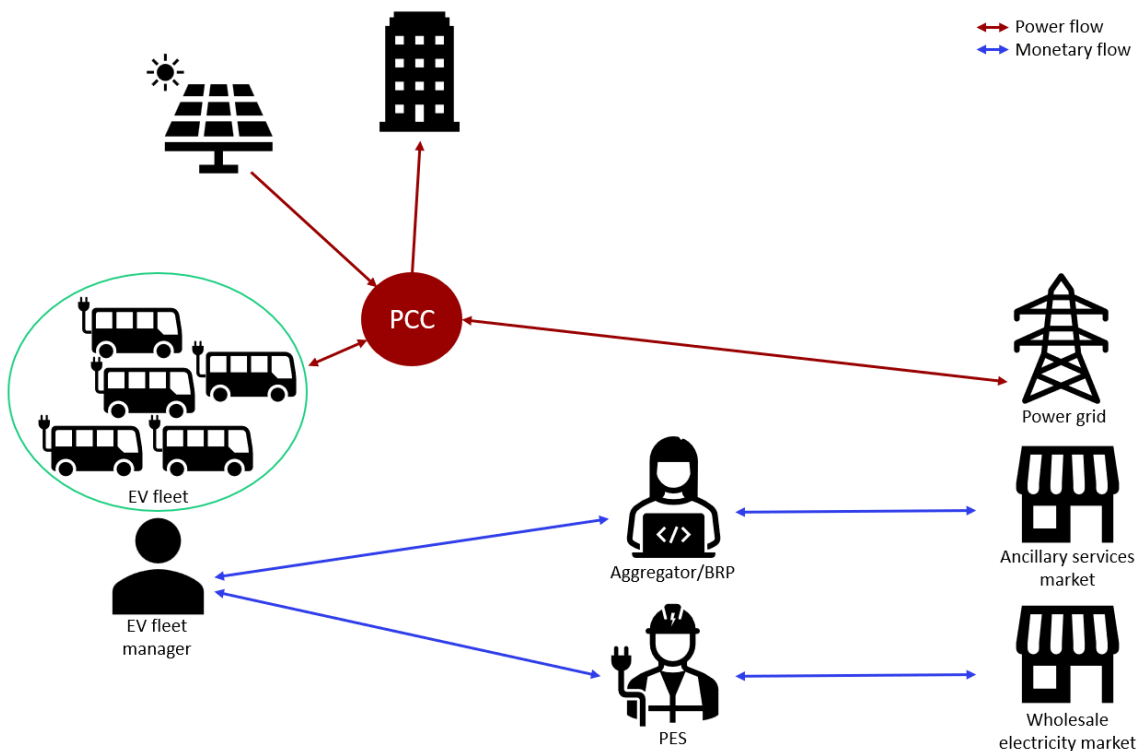 Power flow
Monetary flow
PCC
Power grid
EV fleet
</>
Aggregator/BRP
Ancillary services
market
EV fleet
manager
PES
Wholesale
electricity market